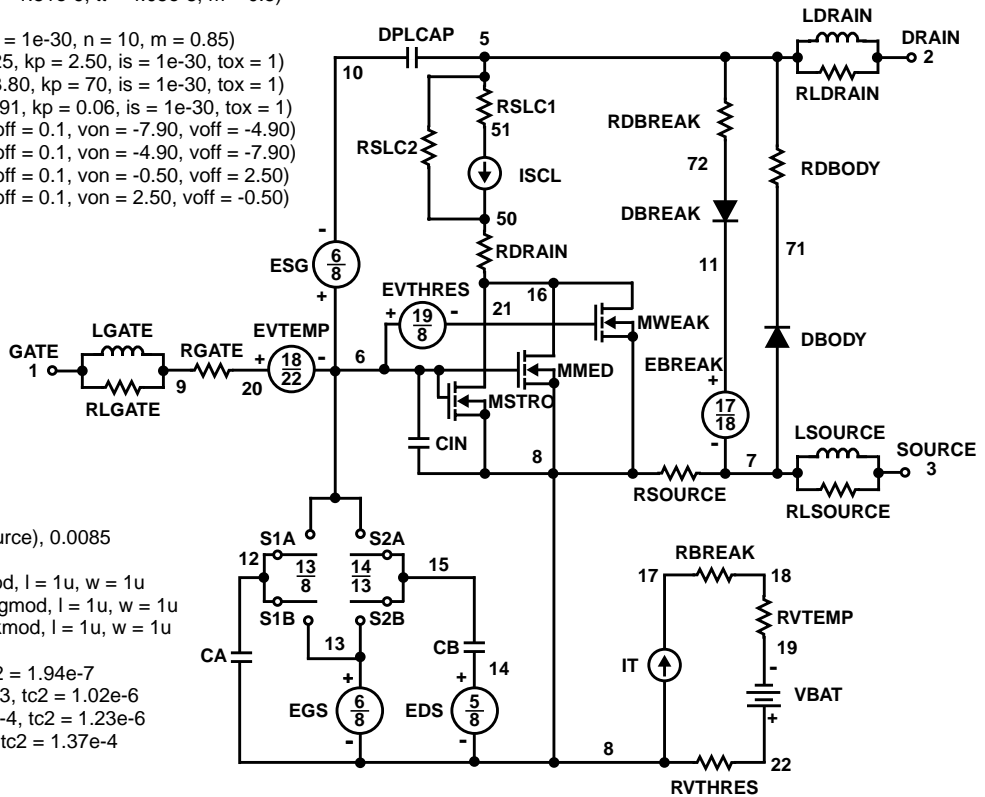 = 1e-30, n = 10, m = 0.85)
25, kp = 2.50, is = 1e-30, tox = 1)
3.80, kp = 70, is = 1e-30, tox = 1)
91, kp = 0.06, is = 1e-30, tox = 1)
off = 0.1, von = -7.90, voff = -4.90)
off = 0.1, von = -4.90, voff = -7.90)
off = 0.1, von = -0.50, voff = 2.50)
off = 0.1, von = 2.50, voff = -0.50)
LDRAIN
DPLCAP
5
DRAIN
2
10
RLDRAIN
RSLC1
51
RDBREAK
RSLC2
72
RDBODY
ISCL
DBREAK
50
-
RDRAIN
71
ESG
6
8
+
11
EVTHRES
16
+
19
8
-
21
MWEAK
LGATE
EVTEMP
GATE
1
RGATE
+
18
22
-
6
EBREAK
+
DBODY
MMED
9
20
RLGATE
MSTRO
17
18
-
CIN
LSOURCE
8
7
SOURCE
3
RSOURCE
RLSOURCE
urce), 0.0085
S1A
S2A
12
13
8
14
13
15
RBREAK
17
18
od, l = 1u, w = 1u
gmod, l = 1u, w = 1u
kmod, l = 1u, w = 1u
S1B
S2B
RVTEMP
13
CB
19
CA
14
IT
-
2 = 1.94e-7
3, tc2 = 1.02e-6
-4, tc2 = 1.23e-6
tc2 = 1.37e-4
+
+
VBAT
EGS
6
8
EDS
5
8
+
-
-
8
22
RVTHRES